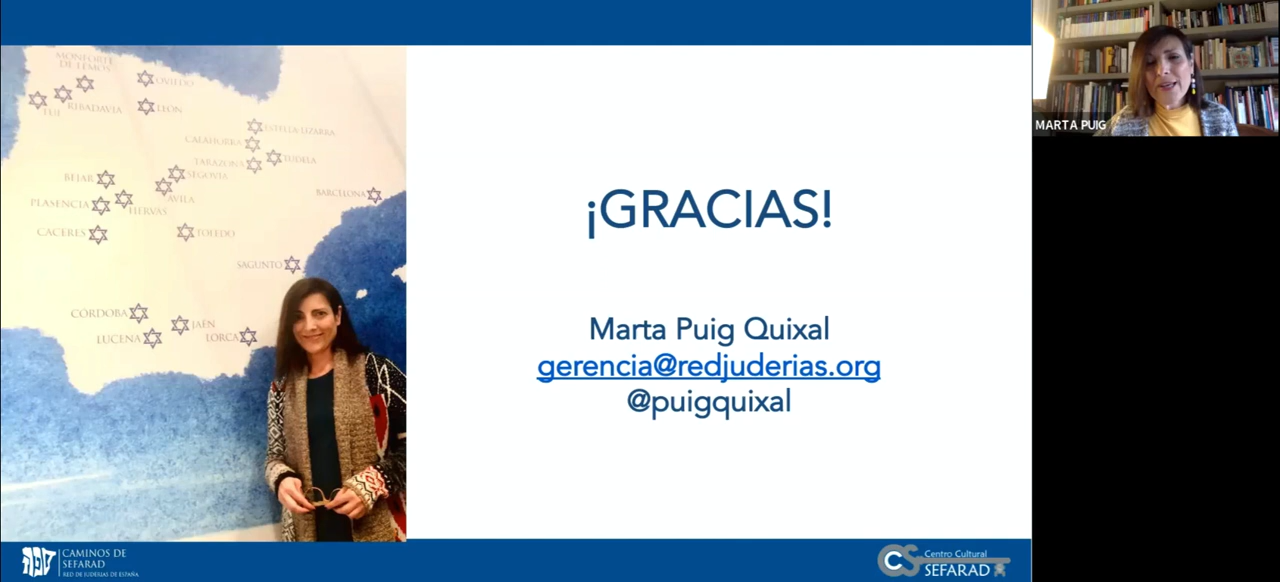 MONFORTE
DE LEMOS
OVIEDO
TUI
RIBADAVIA
LEÓN
ESTELLA-LIZARRA
CALAHORRA
TARAZONA
TUDELA
SEGOVIA
BÉJAR
ÁVILA
BARCELONA
PLASENCIA
HERVÁS
CÁCERES
TOLEDO
SAGUNTO
CÓRDOBA
JAÉN
LUCENA
LORCA
¡GRACIAS!
Marta Puig Quixal
gerencia@redjuderias.org
@puigquixal
MARTA PUIG
CAMINOS DE
SEFARAD
RED DE JUDERÍAS DE ESPAÑA
CS
Centro Cultural
SEFARAD